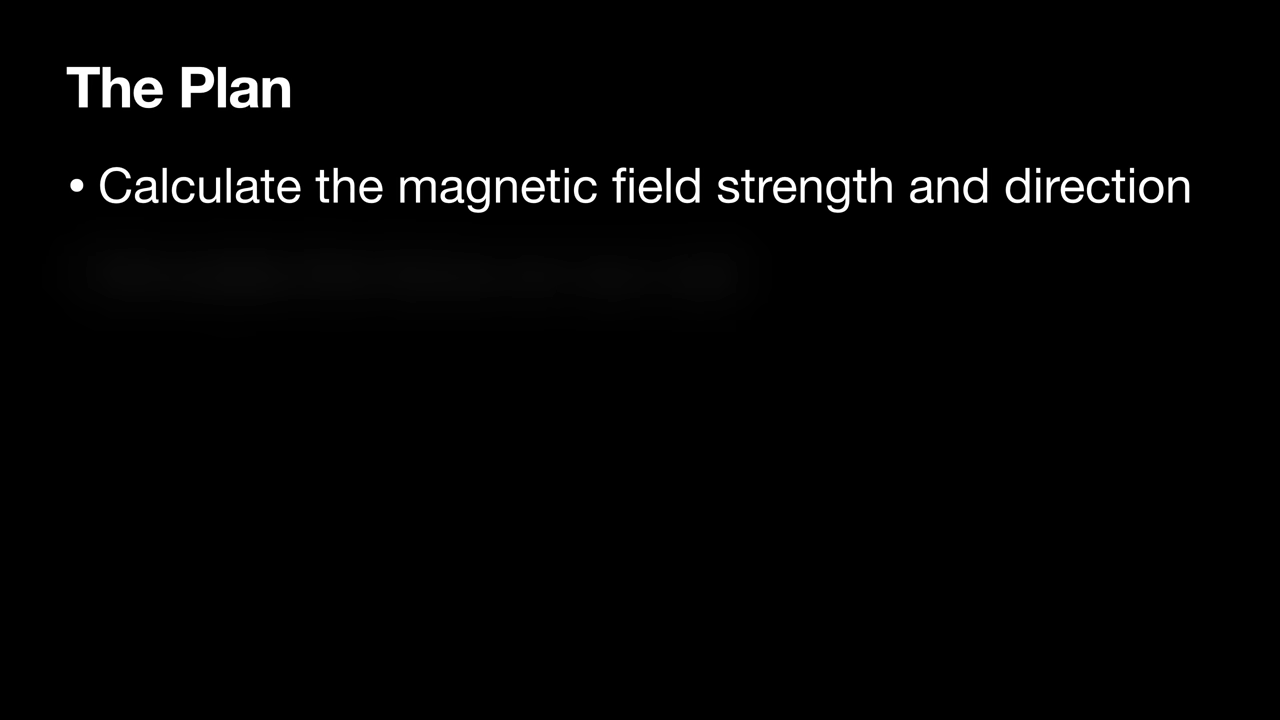 The Plan
• Calculate the magnetic field strength and direction